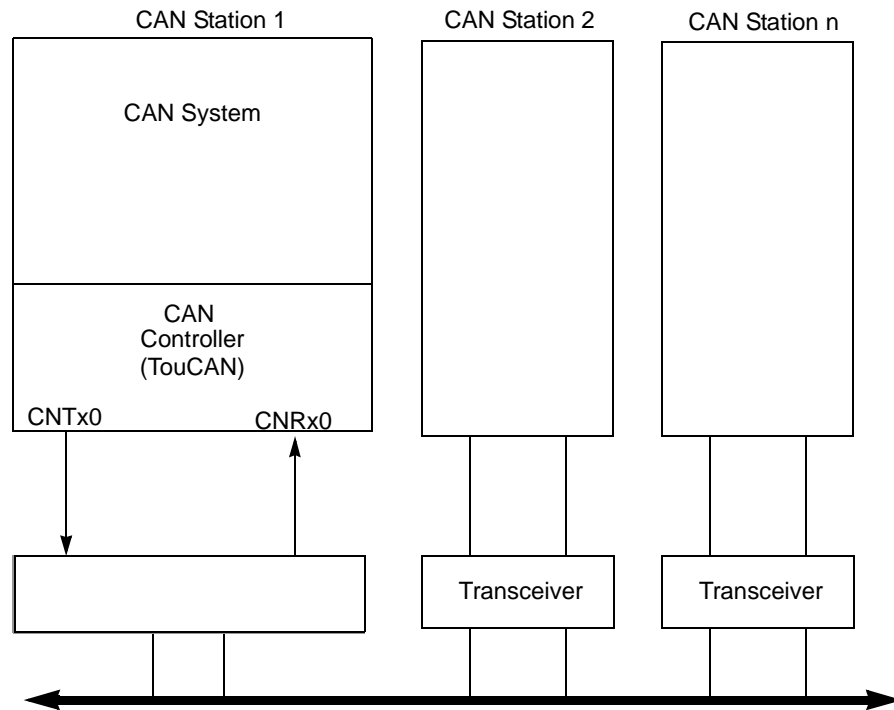 CAN Station 1
CAN Station 2
CAN Station n
CAN System
CAN
Controller
(TouCAN)
CNTx0
CNRx0
Transceiver
Transceiver